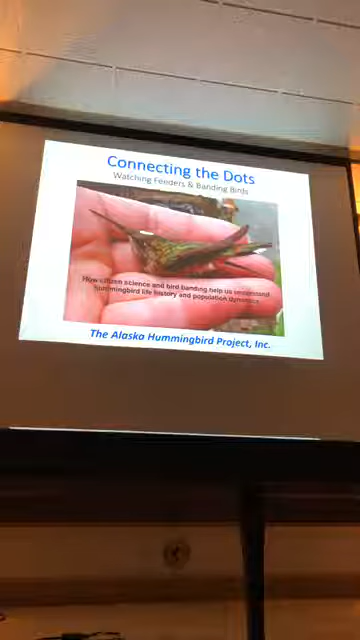 Connecting the Dots
Watching Feeders & Banding Birds
How citizen science and bird banding help us understand
hummingbird life history and population dynamics
The Alaska Hummingbird Project, Inc.